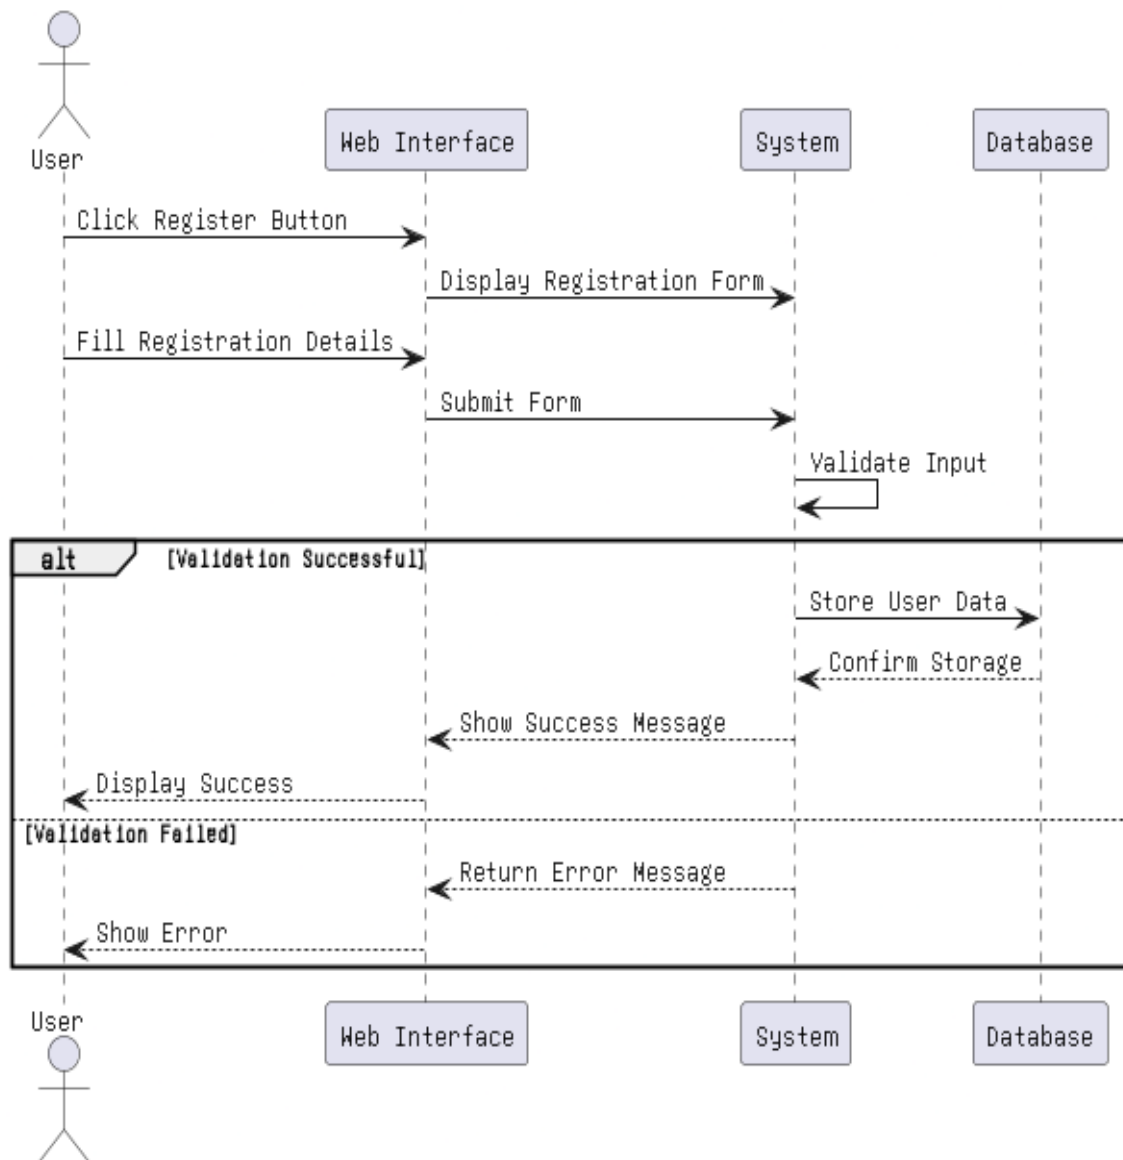 User
Web Interface
System
Database
Click Register Button
Display Registration Form
Fill Registration Details
Submit Form
Validate Input
alt
[Validation Successful]
Store User Data
Confirm Storage
Show Success Message
Display Success
[Validation Failed]
Return Error Message
Show Error
User
Web Interface
System
Database